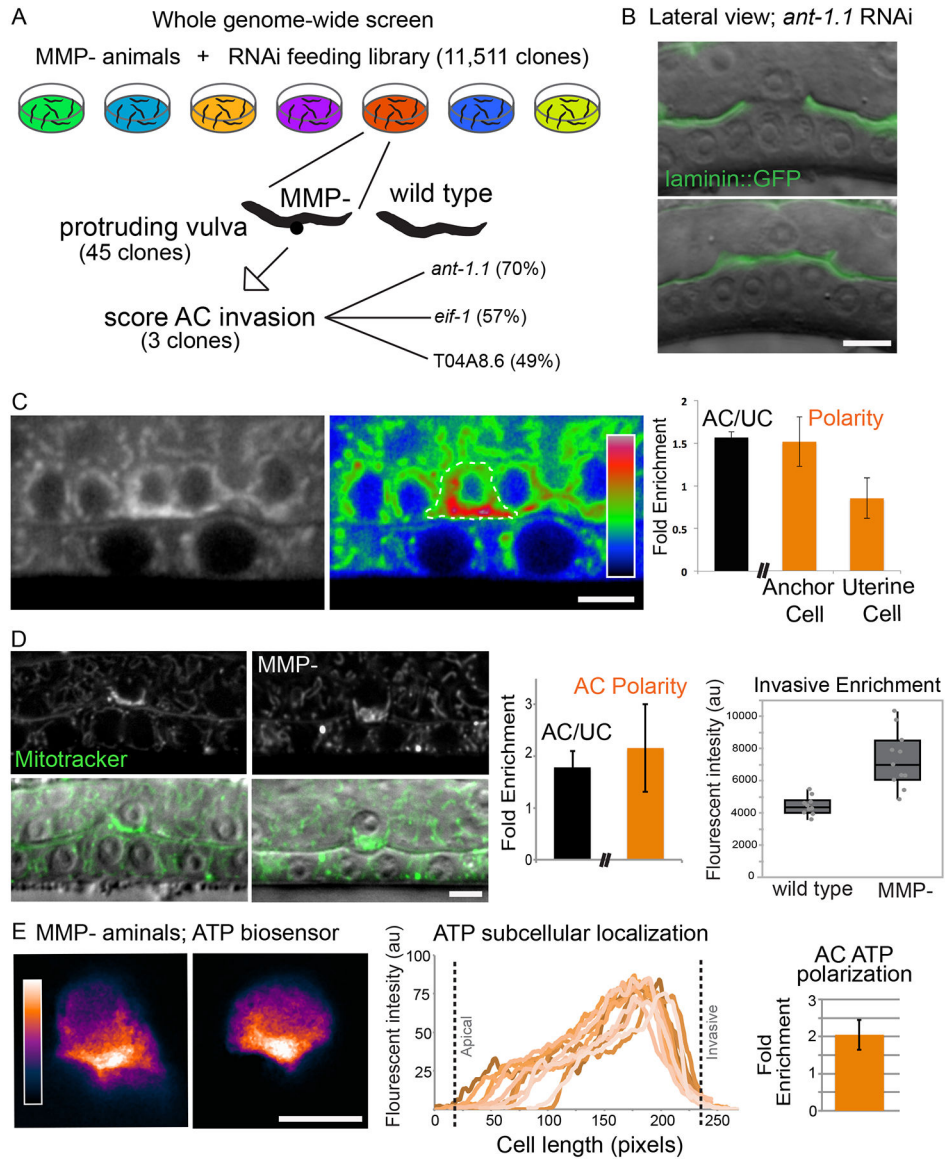 A
Whole genome-wide screen
MMP- animals + RNAi feeding library (11,511 clones)
MMP-
wild type
protruding vulva
(45 clones)
score AC invasion
(3 clones)
ant-1.1 (70%)
eif-1 (57%)
T04A8.6 (49%)
B Lateral view; ant-1.1 RNAi
laminin::GFP
C
Fold Enrichment
2
1.5
1
0.5
0
AC/UC
Polarity
Anchor
Cell
Uterine
Cell
D
MMP-
Mitotracker
Fold Enrichment
3
2
1
0
AC/UC
AC Polarity
Invasive Enrichment
Flourescent intesity (au)
10000
8000
6000
4000
2000
0
wild type
MMP-
E MMP- aminals; ATP biosensor
ATP subcellular localization
Flourescent intesity (au)
100
75
50
25
Apical
Invasive
0
50
100
150
200
250
Cell length (pixels)
AC ATP
polarization
Fold
Enrichment
3
2
1
0